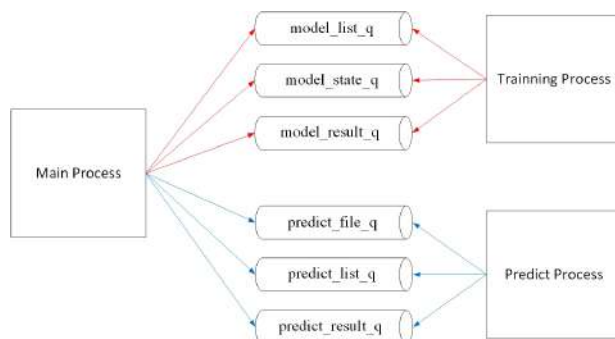 model_list_q
model_state_q
Trainning Process
model_result_q
Main Process
predict_file_q
predict_list_q
Predict Process
predict_result_q